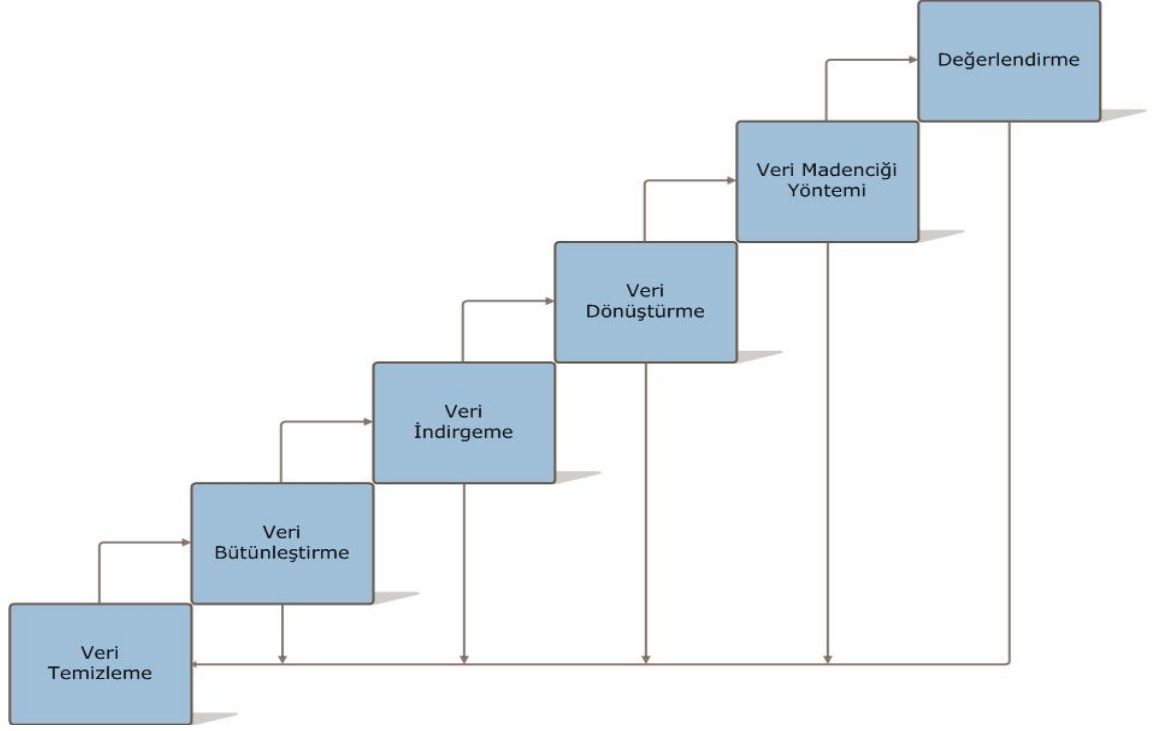 Değerlendirme
Veri Madenciği
Yöntemi
Veri
Dönüştürme
Veri
İndirgeme
Veri
Bütünleştirme
Veri
Temizleme